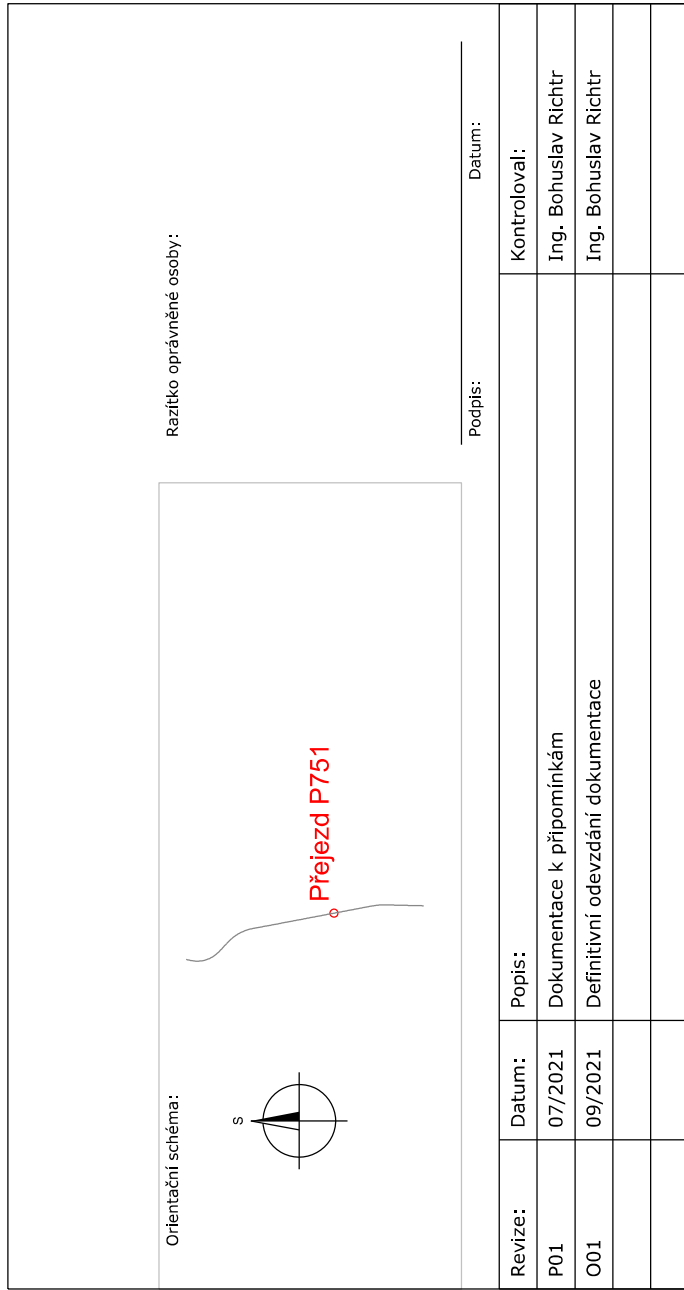 Orientační schéma:
S
Přejezd P751
Razítko oprávněné osoby:
Podpis: Datum:
Revize: Datum: Popis: Kontroloval:
P01 07/2021 Dokumentace k připomínkám Ing. Bohuslav Richtr
O01 09/2021 Definitivní odevzdání dokumentace Ing. Bohuslav Richtr